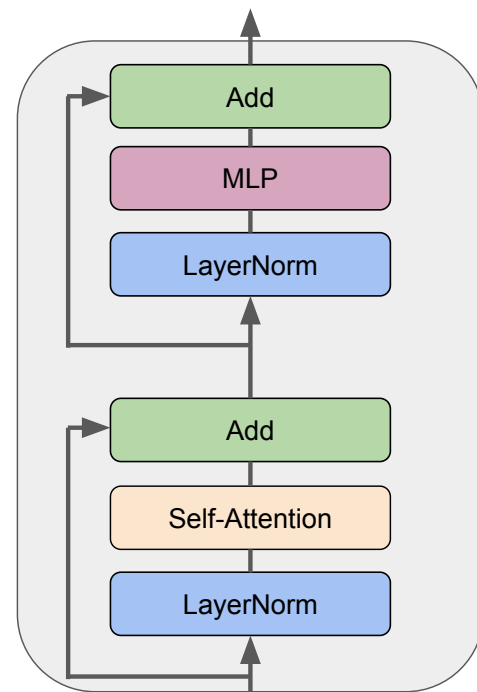 Add
MLP
LayerNorm
Add
Self-Attention
LayerNorm